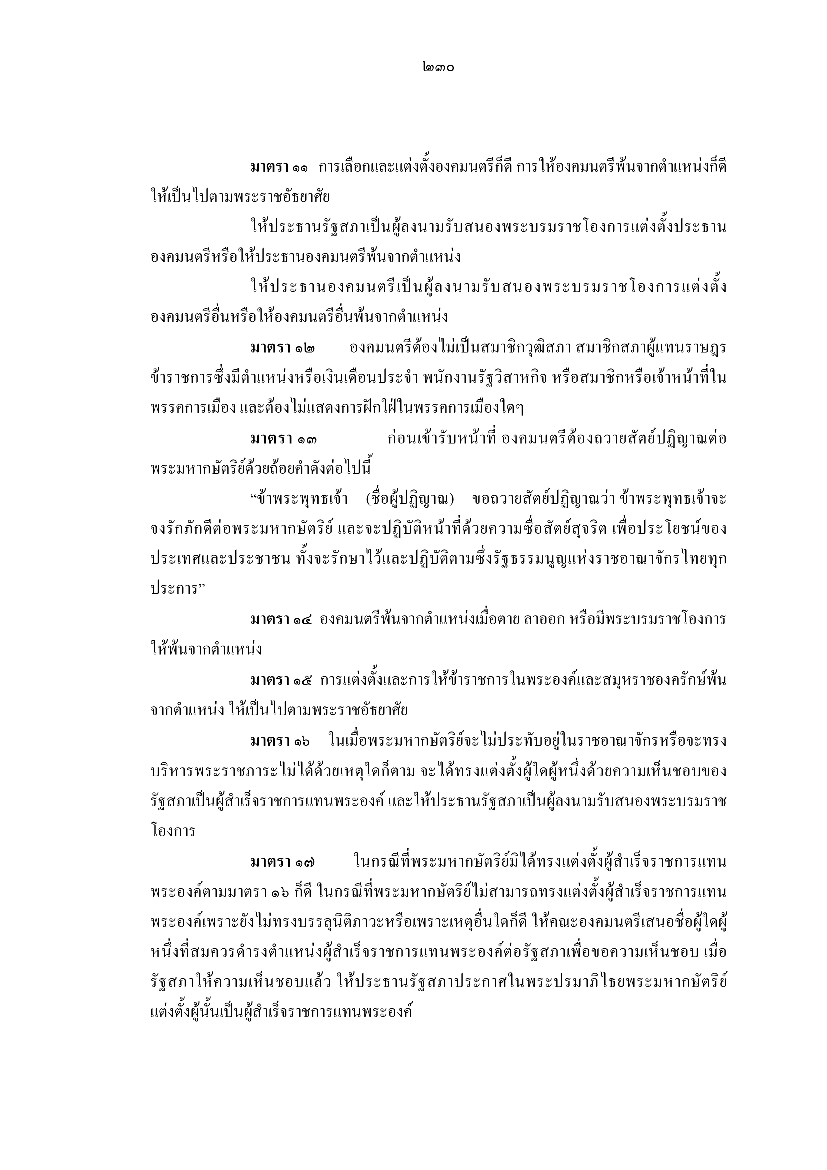 ๒๓๐
มาตรา ๑๑ การเลือกและแต่งตั้งองคมนตรีก็ดี การให้องคมนตรีพ้นจากตำแหน่งก็ดี
ให้เป็นไปตามพระราชอัธยาศัย
ให้ประธานรัฐสภาเป็นผู้ลงนามรับสนองพระบรมราชโองการแต่งตั้งประธาน
องคมนตรีหรือให้ประธานองคมนตรีพ้นจากตำแหน่ง
ให้ประธานองคมนตรีเป็นผู้ลงนามรับสนองพระบรมราชโองการแต่งตั้ง
องคมนตรีอื่นหรือให้องคมนตรีอื่นพ้นจากตำแหน่ง
มาตรา ๑๒ องคมนตรีต้องไม่เป็นสมาชิกวุฒิสภา สมาชิกสภาผู้แทนราษฎร
ข้าราชการซึ่งมีตำแหน่งหรือเงินเดือนประจำ พนักงานรัฐวิสาหกิจ หรือสมาชิกหรือเจ้าหน้าที่ใน
พรรคการเมือง และต้องไม่แสดงการฝักใฝ่ในพรรคการเมืองใดๆ
มาตรา ๑๓ ก่อนเข้ารับหน้าที่ องคมนตรีต้องถวายสัตย์ปฏิญาณต่อ
พระมหากษัตริย์ด้วยถ้อยคำดังต่อไปนี้
“ข้าพระพุทธเจ้า (ชื่อผู้ปฏิญาณ) ขอถวายสัตย์ปฏิญาณว่า ข้าพระพุทธเจ้าจะ
จงรักภักดีต่อพระมหากษัตริย์ และจะปฏิบัติหน้าที่ด้วยความซื่อสัตย์สุจริต เพื่อประโยชน์ของ
ประเทศและประชาชน ทั้งจะรักษาไว้และปฏิบัติตามซึ่งรัฐธรรมนูญแห่งราชอาณาจักรไทยทุก
ประการ”
มาตรา ๑๔ องคมนตรีพ้นจากตำแหน่งเมื่อตาย ลาออก หรือมีพระบรมราชโองการ
ให้พ้นจากตำแหน่ง
มาตรา ๑๕ การแต่งตั้งและการให้ข้าราชการในพระองค์และสมุหราชองครักษ์พ้น
จากตำแหน่ง ให้เป็นไปตามพระราชอัธยาศัย
มาตรา ๑๖ ในเมื่อพระมหากษัตริย์จะไม่ประทับอยู่ในราชอาณาจักรหรือจะทรง
บริหารพระราชภาระไม่ได้ด้วยเหตุใดก็ตาม จะได้ทรงแต่งตั้งผู้ใดผู้หนึ่งด้วยความเห็นชอบของ
รัฐสภาเป็นผู้สำเร็จราชการแทนพระองค์ และให้ประธานรัฐสภาเป็นผู้ลงนามรับสนองพระบรมราช
โองการ
มาตรา ๑๗ ในกรณีที่พระมหากษัตริย์มิได้ทรงแต่งตั้งผู้สำเร็จราชการแทน
พระองค์ตามมาตรา ๑๖ ก็ดี ในกรณีที่พระมหากษัตริย์ไม่สามารถทรงแต่งตั้งผู้สำเร็จราชการแทน
พระองค์เพราะยังไม่ทรงบรรลุนิติภาวะหรือเพราะเหตุอื่นใดก็ดี ให้คณะองคมนตรีเสนอชื่อผู้ใดผู้
หนึ่งที่สมควรดำรงตำแหน่งผู้สำเร็จราชการแทนพระองค์ต่อรัฐสภาเพื่อขอความเห็นชอบ เมื่อ
รัฐสภาให้ความเห็นชอบแล้ว ให้ประธานรัฐสภาประกาศในพระปรมาภิไธยพระมหากษัตริย์
แต่งตั้งผู้นั้นเป็นผู้สำเร็จราชการแทนพระองค์